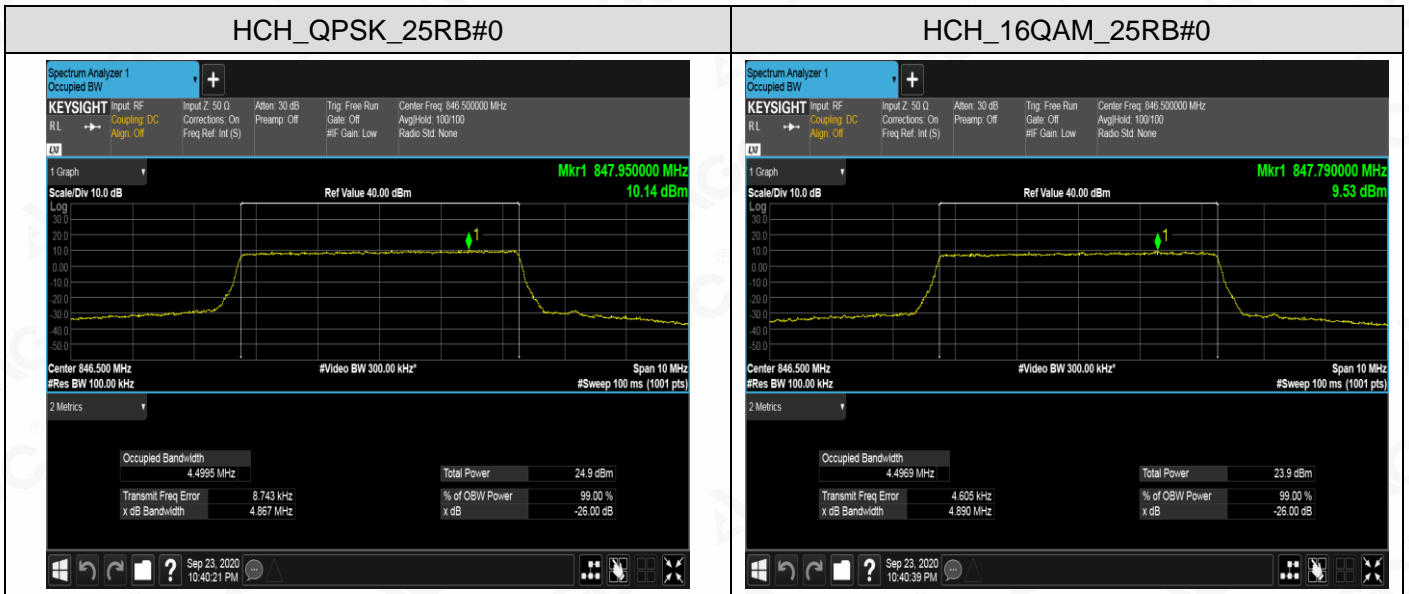 HCH_QPSK_25RB#0
Spectrum Analyzer 1
Occupied BW
KEYSIGHT
RL
LXI
Input: RF
Coupling: DC
Align: Off
Input Z: 50 Ω
Corrections: On
Freq Ref: Int (S)
Atten: 30 dB
Preamp: Off
Trig: Free Run
Gate: Off
#IF Gain: Low
Center Freq: 846.500000 MHz
Avg|Hold: 100/100
Radio Std: None
1 Graph
Mkr1 847.950000 MHz
Scale/Div 10.0 dB
Ref Value 40.00 dBm
10.14 dBm
Log
30.0
20.0
1
10.0
0.00
-10.0
-20.0
-30.0
-40.0
-50.0
Center 846.500 MHz
#Video BW 300.00 kHz*
Span 10 MHz
#Res BW 100.00 kHz
#Sweep 100 ms (1001 pts)
2 Metrics
Occupied Bandwidth
4.4995 MHz
Total Power 24.9 dBm
Transmit Freq Error 8.743 kHz
% of OBW Power 99.00 %
x dB Bandwidth 4.867 MHz
x dB -26.00 dB
?
Sep 23, 2020
10:40:21 PM
HCH_16QAM_25RB#0
Spectrum Analyzer 1
Occupied BW
KEYSIGHT
RL
LXI
Input: RF
Coupling: DC
Align: Off
Input Z: 50 Ω
Corrections: On
Freq Ref: Int (S)
Atten: 30 dB
Preamp: Off
Trig: Free Run
Gate: Off
#IF Gain: Low
Center Freq: 846.500000 MHz
Avg|Hold: 100/100
Radio Std: None
1 Graph
Mkr1 847.790000 MHz
Scale/Div 10.0 dB
Ref Value 40.00 dBm
9.53 dBm
Log
30.0
20.0
1
10.0
0.00
-10.0
-20.0
-30.0
-40.0
-50.0
Center 846.500 MHz
#Video BW 300.00 kHz*
Span 10 MHz
#Res BW 100.00 kHz
#Sweep 100 ms (1001 pts)
2 Metrics
Occupied Bandwidth
4.4969 MHz
Total Power 23.9 dBm
Transmit Freq Error 4.605 kHz
% of OBW Power 99.00 %
x dB Bandwidth 4.890 MHz
x dB -26.00 dB
?
Sep 23, 2020
10:40:39 PM